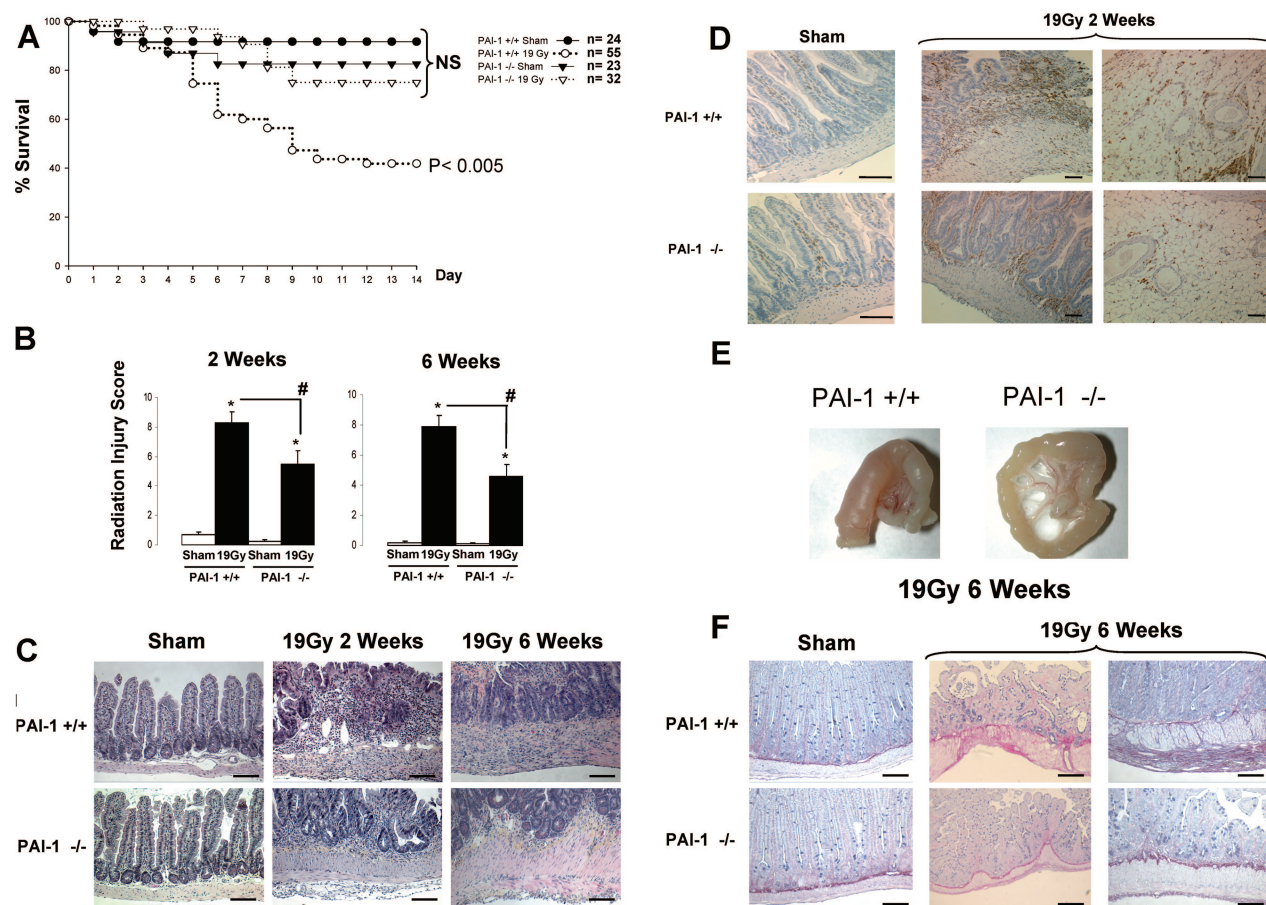 A
100
80
60
40
80
100
0
% Survival
0 1 2 3 4 5 6 7 8 9 10 11 12 13 14
Day
NS
P< 0.005
PAI-1 +/+ Sham n= 24
PAI-1 +/+ 19 Gy n= 55
PAI-1 -/- Sham n= 23
PAI-1 -/- 19 Gy n= 32
B
2 Weeks
6 Weeks
Radiation Injury Score
10
8
6
4
2
0
*
#
*
Sham 19Gy Sham 19Gy
PAI-1 +/+ PAI-1 -/-
10
8
6
4
2
0
*
#
*
Sham 19Gy Sham 19Gy
PAI-1 +/+ PAI-1 -/-
C
Sham 19Gy 2 Weeks 19Gy 6 Weeks
PAI-1 +/+
PAI-1 -/-
D
Sham
19Gy 2 Weeks
PAI-1 +/+
PAI-1 -/-
E
PAI-1 +/+ PAI-1 -/-
19Gy 6 Weeks
F
Sham
19Gy 6 Weeks
PAI-1 +/+
PAI-1 -/-